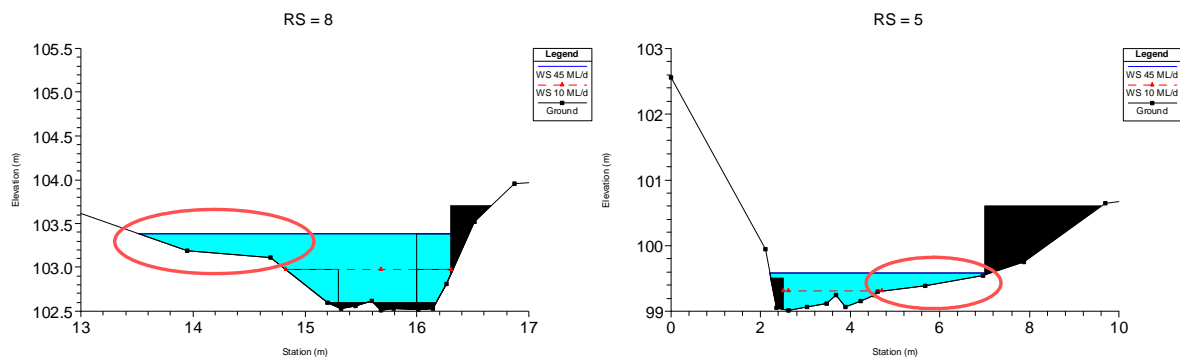 RS = 8
105.5
105.0
104.5
104.0
103.5
103.0
102.5
13
14
15
16
17
Station (m)
Elevation (m)
Legend
WS 45 ML/d
WS 10 ML/d
Ground
RS = 5
103
102
101
100
99
0
2
4
6
8
10
Station (m)
Elevation (m)
Legend
WS 45 ML/d
WS 10 ML/d
Ground